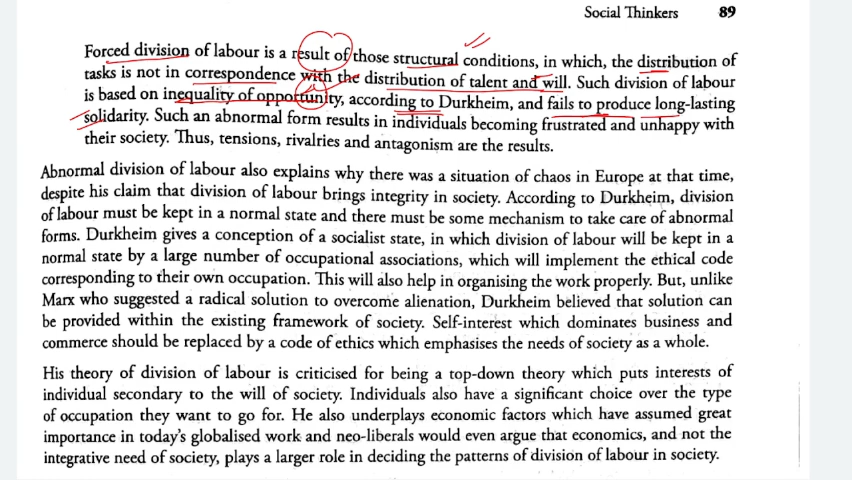 Social Thinkers 89
Forced division of labour is a result of those structural conditions, in which, the distribution of
tasks is not in correspondence with the distribution of talent and will. Such division of labour
is based on inequality of opportunity, according to Durkheim, and fails to produce long-lasting
solidarity. Such an abnormal form results in individuals becoming frustrated and unhappy with
their society. Thus, tensions, rivalries and antagonism are the results.
Abnormal division of labour also explains why there was a situation of chaos in Europe at that time,
despite his claim that division of labour brings integrity in society. According to Durkheim, division
of labour must be kept in a normal state and there must be some mechanism to take care of abnormal
forms. Durkheim gives a conception of a socialist state, in which division of labour will be kept in a
normal state by a large number of occupational associations, which will implement the ethical code
corresponding to their own occupation. This will also help in organising the work properly. But, unlike
Marx who suggested a radical solution to overcome alienation, Durkheim believed that solution can
be provided within the existing framework of society. Self-interest which dominates business and
commerce should be replaced by a code of ethics which emphasises the needs of society as a whole.
His theory of division of labour is criticised for being a top-down theory which puts interests of
individual secondary to the will of society. Individuals also have a significant choice over the type
of occupation they want to go for. He also underplays economic factors which have assumed great
importance in today's globalised work and neo-liberals would even argue that economics, and not the
integrative need of society, plays a larger role in deciding the patterns of division of labour in society.